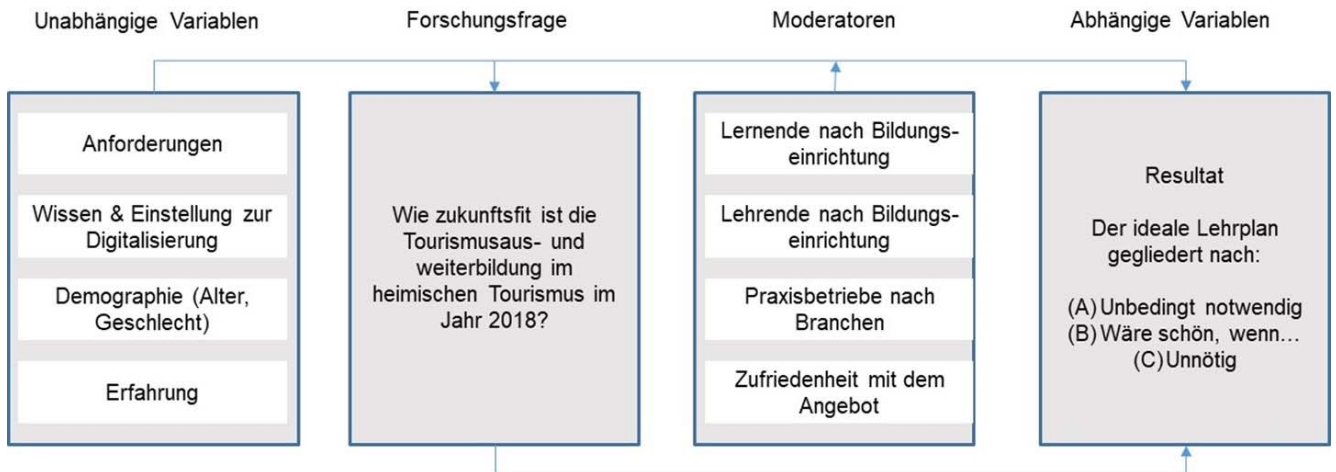 Unabhängige Variablen
Forschungsfrage
Moderatoren
Abhängige Variablen
Anforderungen
Wissen & Einstellung zur
Digitalisierung
Demographie (Alter,
Geschlecht)
Erfahrung
Wie zukunftsfit ist die
Tourismusaus- und
weiterbildung im
heimischen Tourismus im
Jahr 2018?
Lernende nach Bildungs-
einrichtung
Lehrende nach Bildungs-
einrichtung
Praxisbetriebe nach
Branchen
Zufriedenheit mit dem
Angebot
Resultat
Der ideale Lehrplan
gegliedert nach:
(A) Unbedingt notwendig
(B) Wäre schön, wenn…
(C) Unnötig